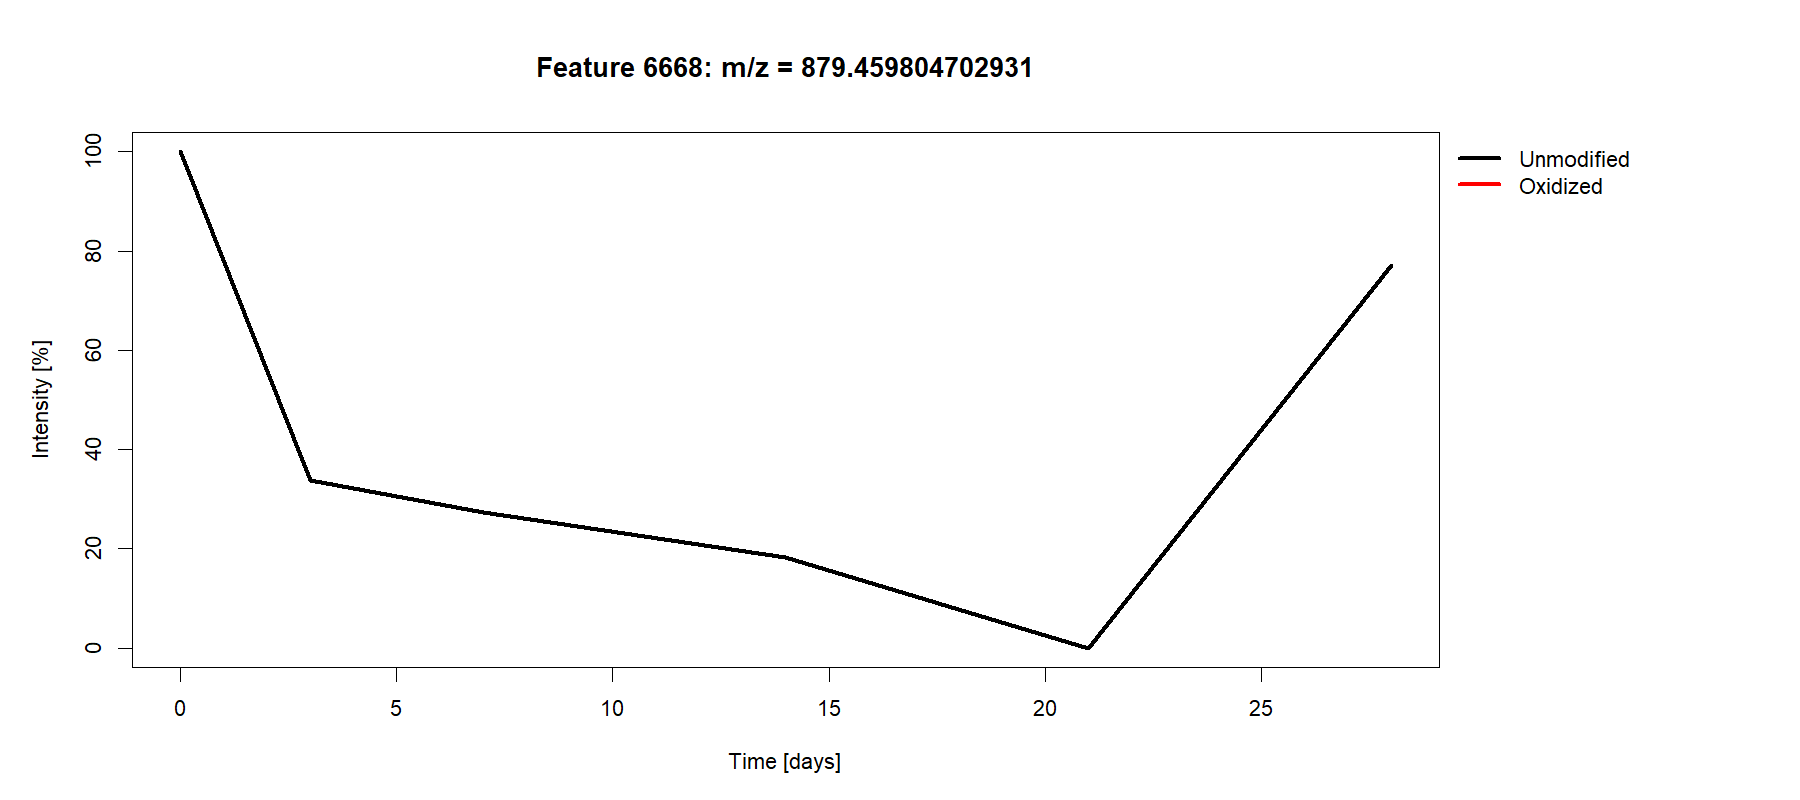 Feature 6668: m/z = 879.459804702931
Unmodified
Oxidized
Intensity [%]
100
80
60
40
20
0
0 5 10 15 20 25
Time [days]